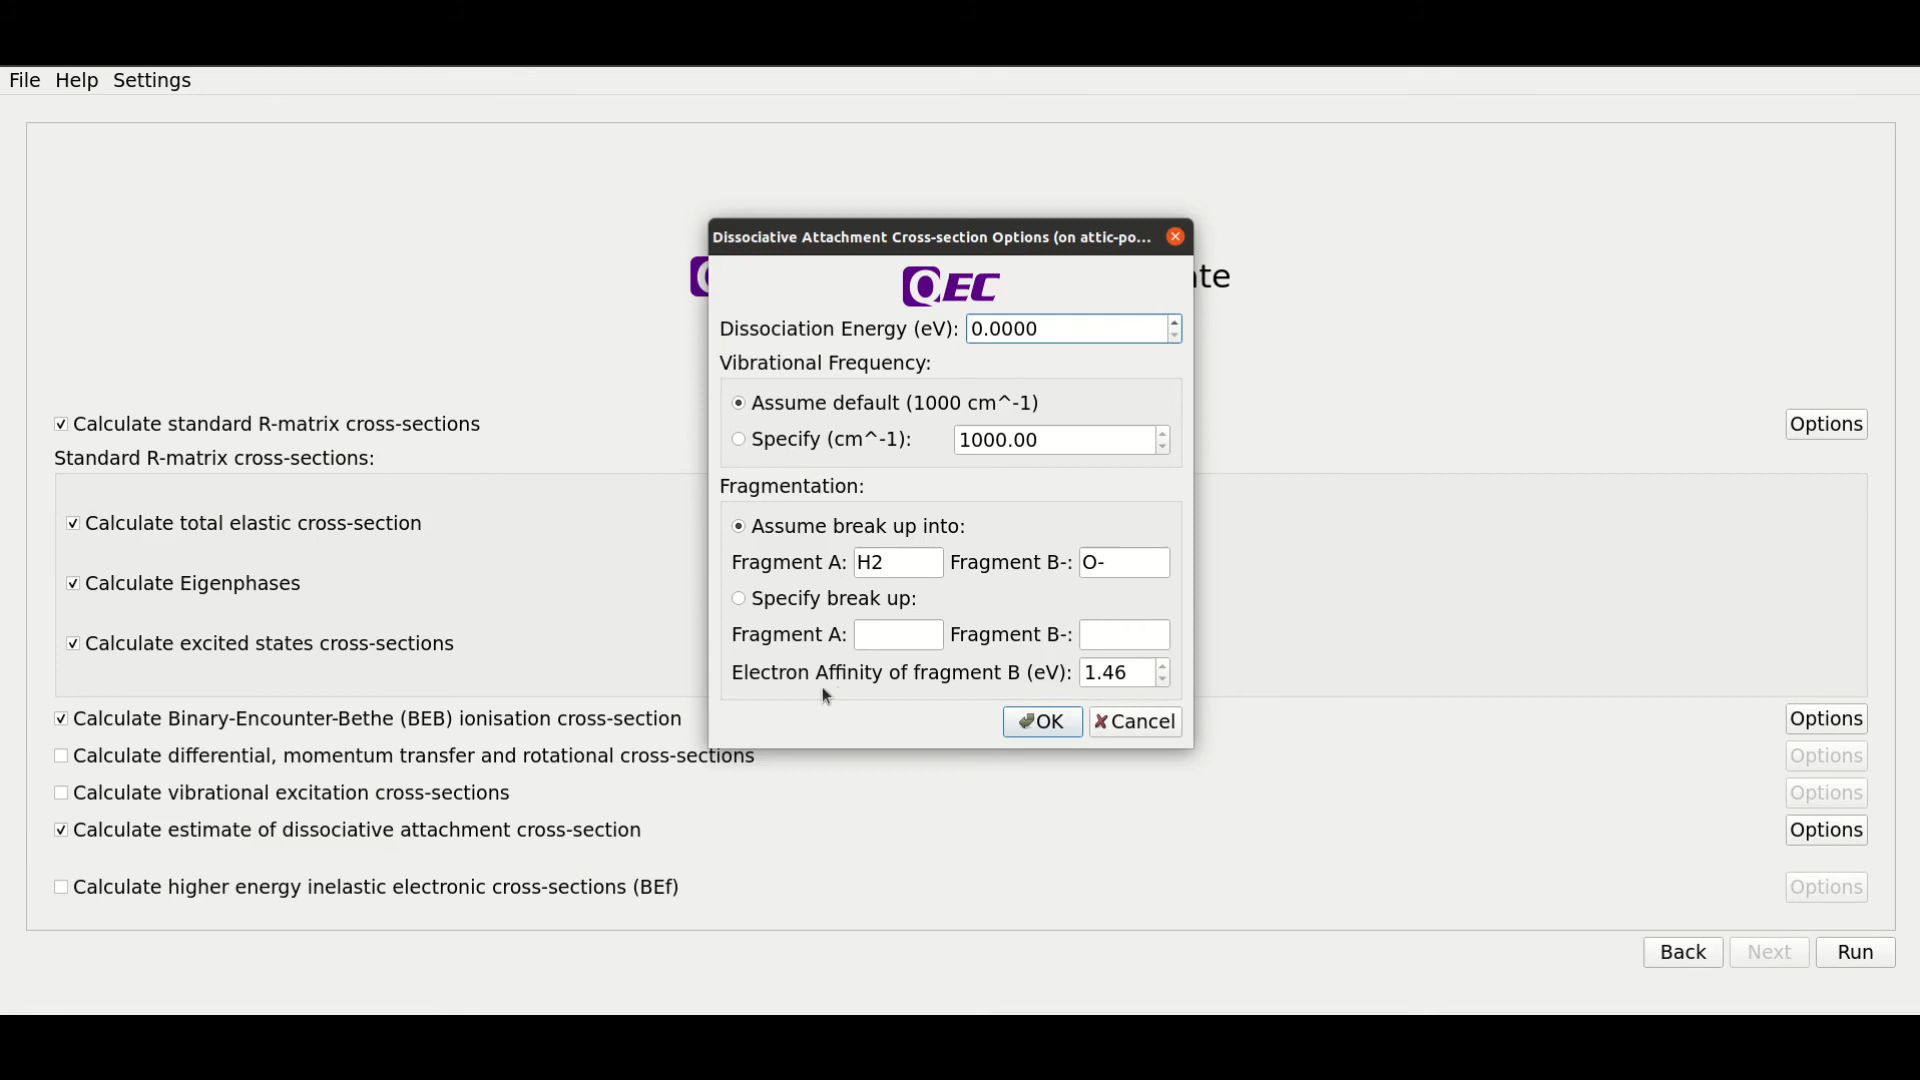 File Help Settings
Dissociative Attachment Cross-section Options (on attic-po...
QEC
te
Dissociation Energy (eV): 0.0000
Vibrational Frequency:
Assume default (1000 cm^-1)
Specify (cm^-1): 1000.00
Fragmentation:
Assume break up into:
Fragment A: H2 Fragment B-: O-
Specify break up:
Fragment A: Fragment B-:
Electron Affinity of fragment B (eV): 1.46
OK Cancel
Calculate standard R-matrix cross-sections Options
Standard R-matrix cross-sections:
Calculate total elastic cross-section
Calculate Eigenphases
Calculate excited states cross-sections
Calculate Binary-Encounter-Bethe (BEB) ionisation cross-section Options
Calculate differential, momentum transfer and rotational cross-sections Options
Calculate vibrational excitation cross-sections Options
Calculate estimate of dissociative attachment cross-section Options
Calculate higher energy inelastic electronic cross-sections (BEf) Options
Back Next Run